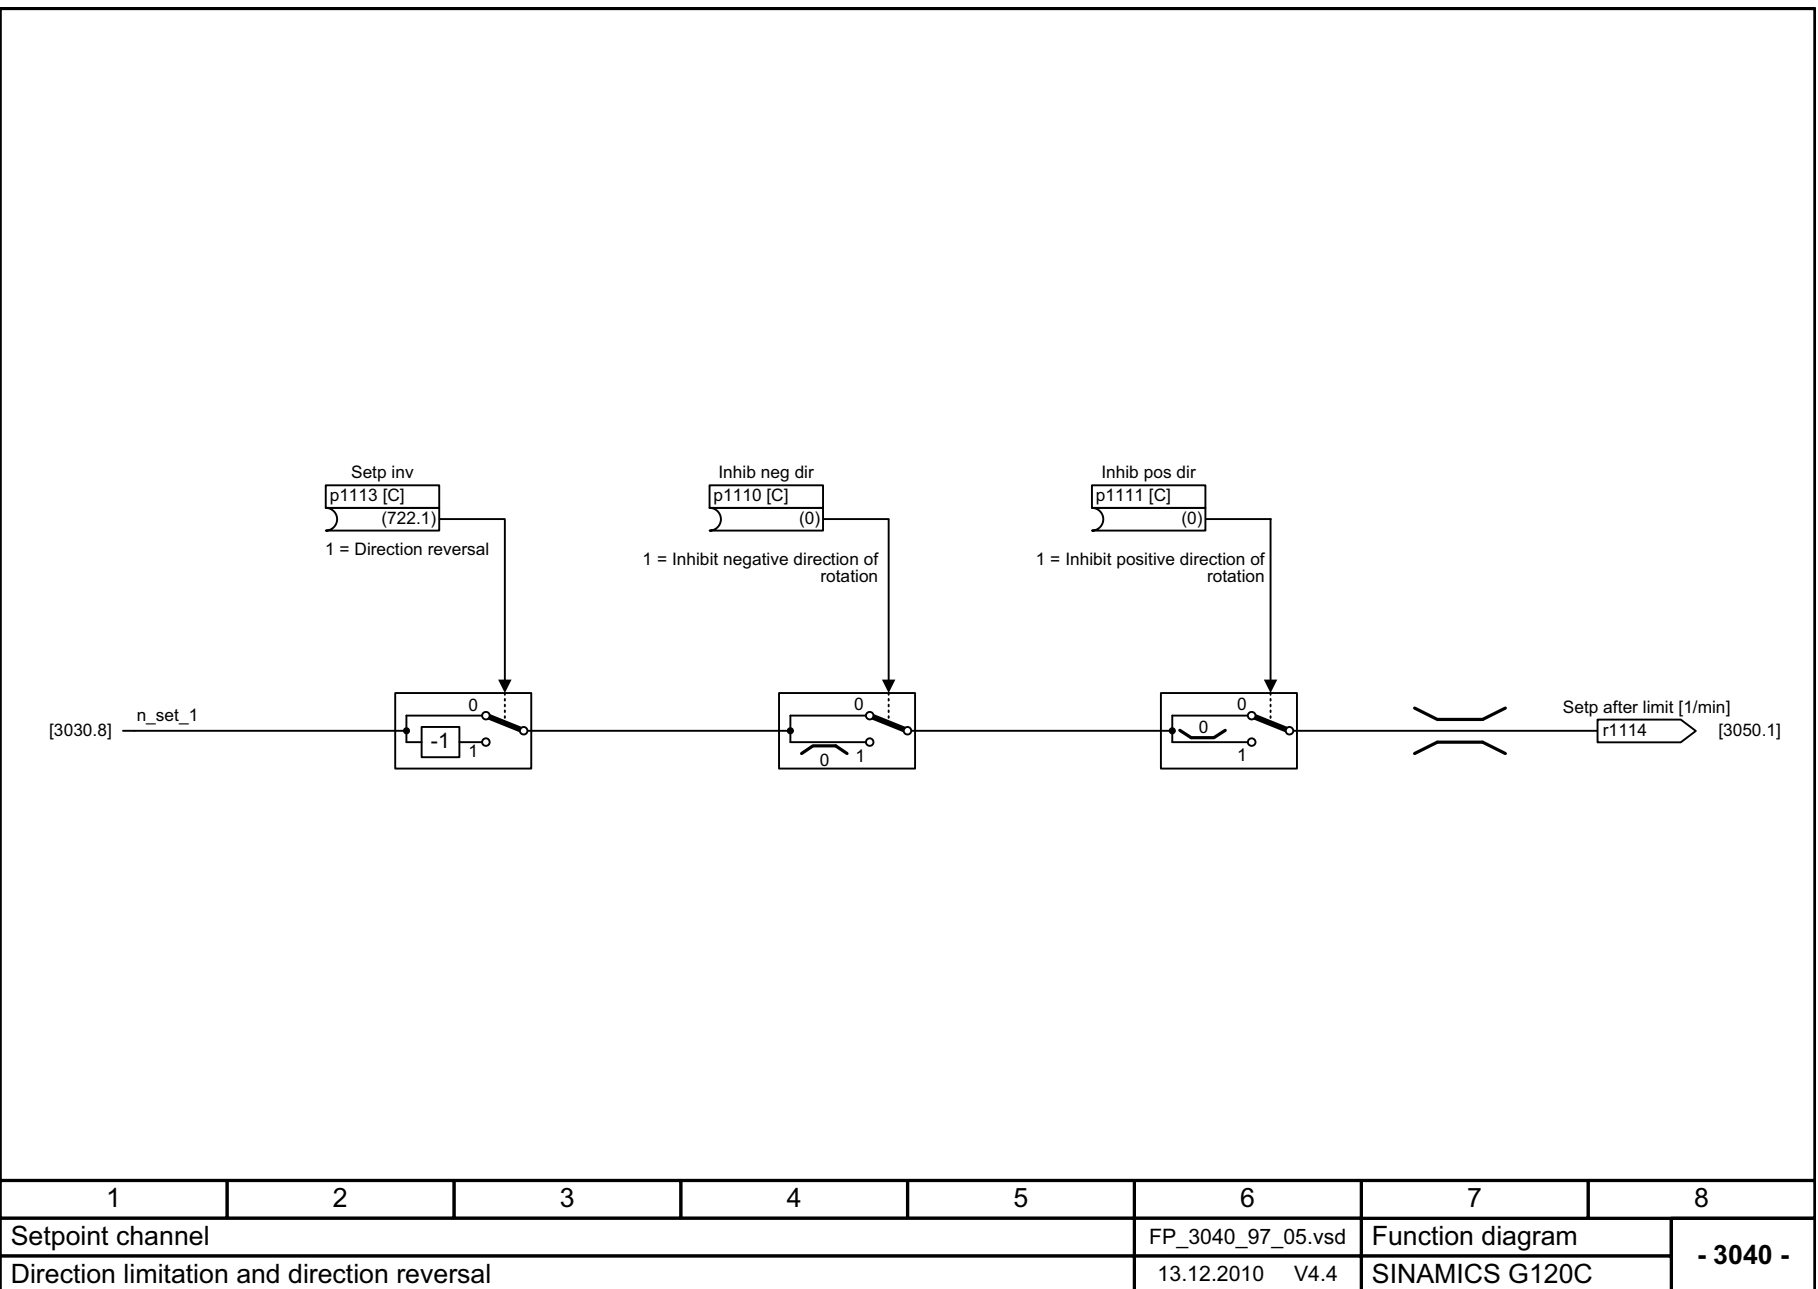 Setp inv
p1113 [C]
(722.1)
1 = Direction reversal
Inhib neg dir
p1110 [C]
(0)
1 = Inhibit negative direction of
rotation
Inhib pos dir
p1111 [C]
(0)
1 = Inhibit positive direction of
rotation
[3030.8]
n_set_1
0
-1
1
0
0
1
0
0
1
Setp after limit [1/min]
r1114
[3050.1]
1 2 3 4 5 6 7 8
Setpoint channel
FP_3040_97_05.vsd
Function diagram
- 3040 -
Direction limitation and direction reversal
13.12.2010 V4.4
SINAMICS G120C